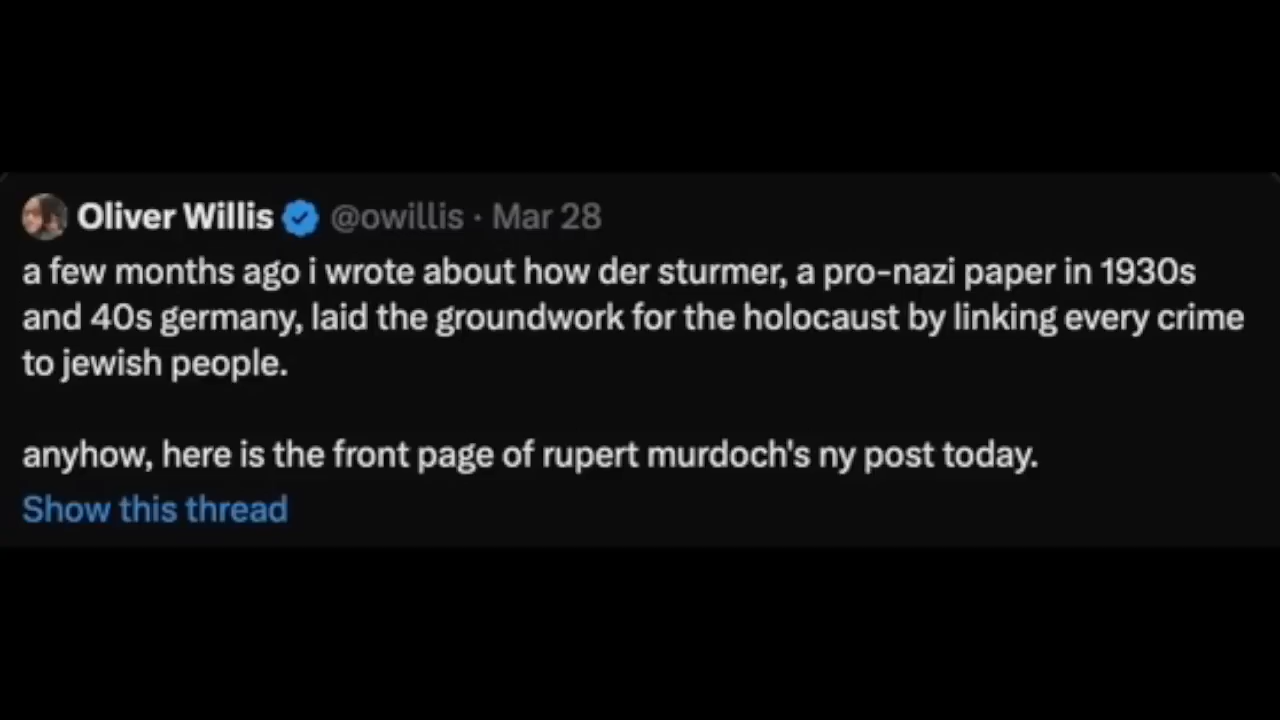 Oliver Willis @owillis · Mar 28
a few months ago i wrote about how der sturmer, a pro-nazi paper in 1930s
and 40s germany, laid the groundwork for the holocaust by linking every crime
to jewish people.
anyhow, here is the front page of rupert murdoch's ny post today.
Show this thread